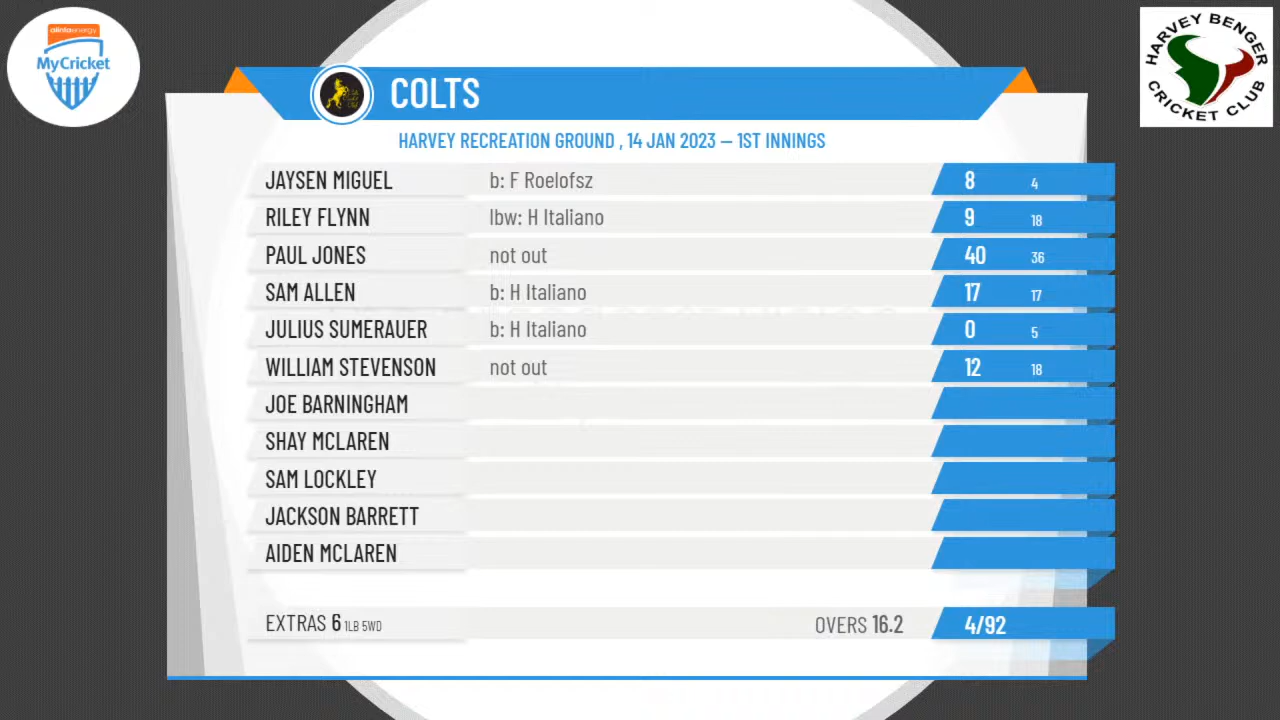 alintaenergy
MyCricket
HARVEY BENGER
CRICKET CLUB
COLTS
HARVEY RECREATION GROUND , 14 JAN 2023 – 1ST INNINGS
JAYSEN MIGUEL b: F Roelofsz 8 4
RILEY FLYNN lbw: H Italiano 9 18
PAUL JONES not out 40 36
SAM ALLEN b: H Italiano 17 17
JULIUS SUMERAUER b: H Italiano 0 5
WILLIAM STEVENSON not out 12 18
JOE BARNINGHAM
SHAY MCLAREN
SAM LOCKLEY
JACKSON BARRETT
AIDEN MCLAREN
EXTRAS 6 1LB 5WD OVERS 16.2 4/92